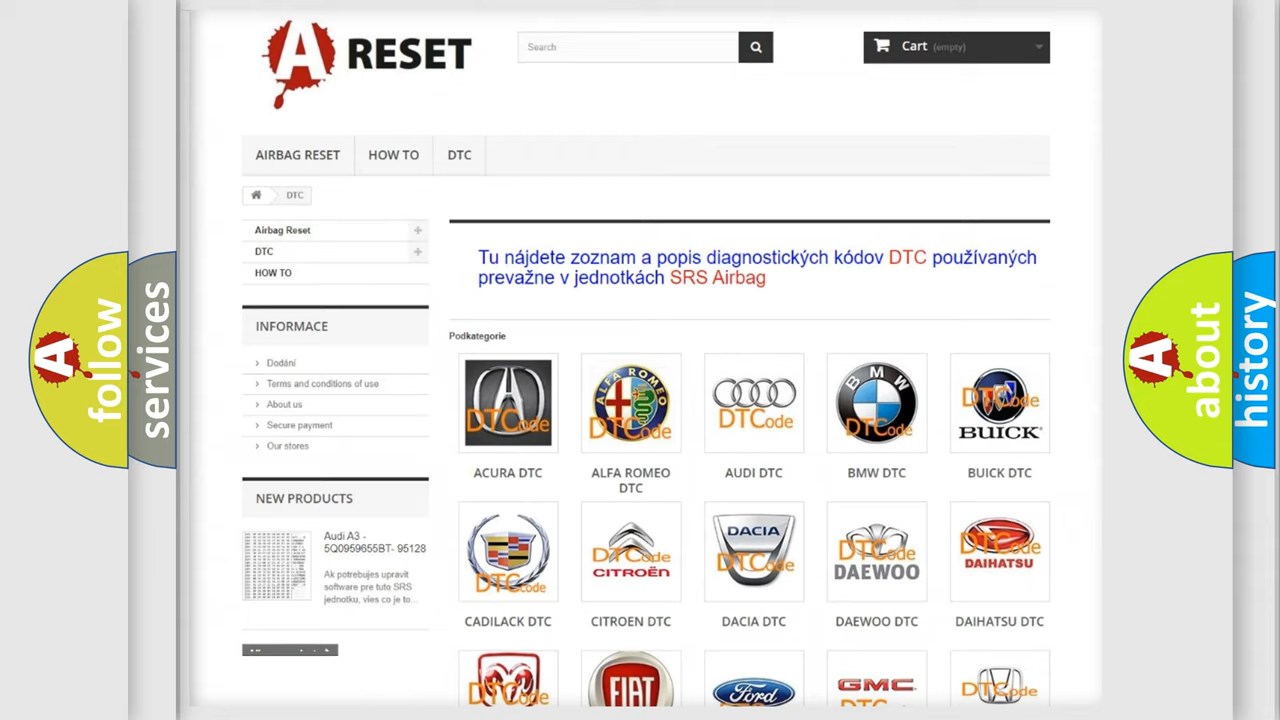 A RESET
Search
Cart (empty)
AIRBAG RESET
HOW TO
DTC
DTC
Airbag Reset
DTC
HOW TO
Tu nájdete zoznam a popis diagnostických kódov DTC používaných
prevažne v jednotkách SRS Airbag
INFORMACE
Dodání
Terms and conditions of use
About us
Secure payment
Our stores
NEW PRODUCTS
Audi A3 -
5Q0959655BT- 95128
Ak potrebujes upravit
software pre tuto SRS
jednotku, vies co je to...
Podkategorie
DTCode
ALFA ROMEO
DTCode
DTCode
BMW
DTCode
DTCode
BUICK
ACURA DTC
ALFA ROMEO
DTC
AUDI DTC
BMW DTC
BUICK DTC
DTCode
DTCode
CITROËN
DACIA
DTCode
DTCode
DAEWOO
DTCode
DAIHATSU
CADILACK DTC
CITROEN DTC
DACIA DTC
DAEWOO DTC
DAIHATSU DTC
DTCode
FIAT
Ford
GMC
DTCode
A follow
services
A about
history